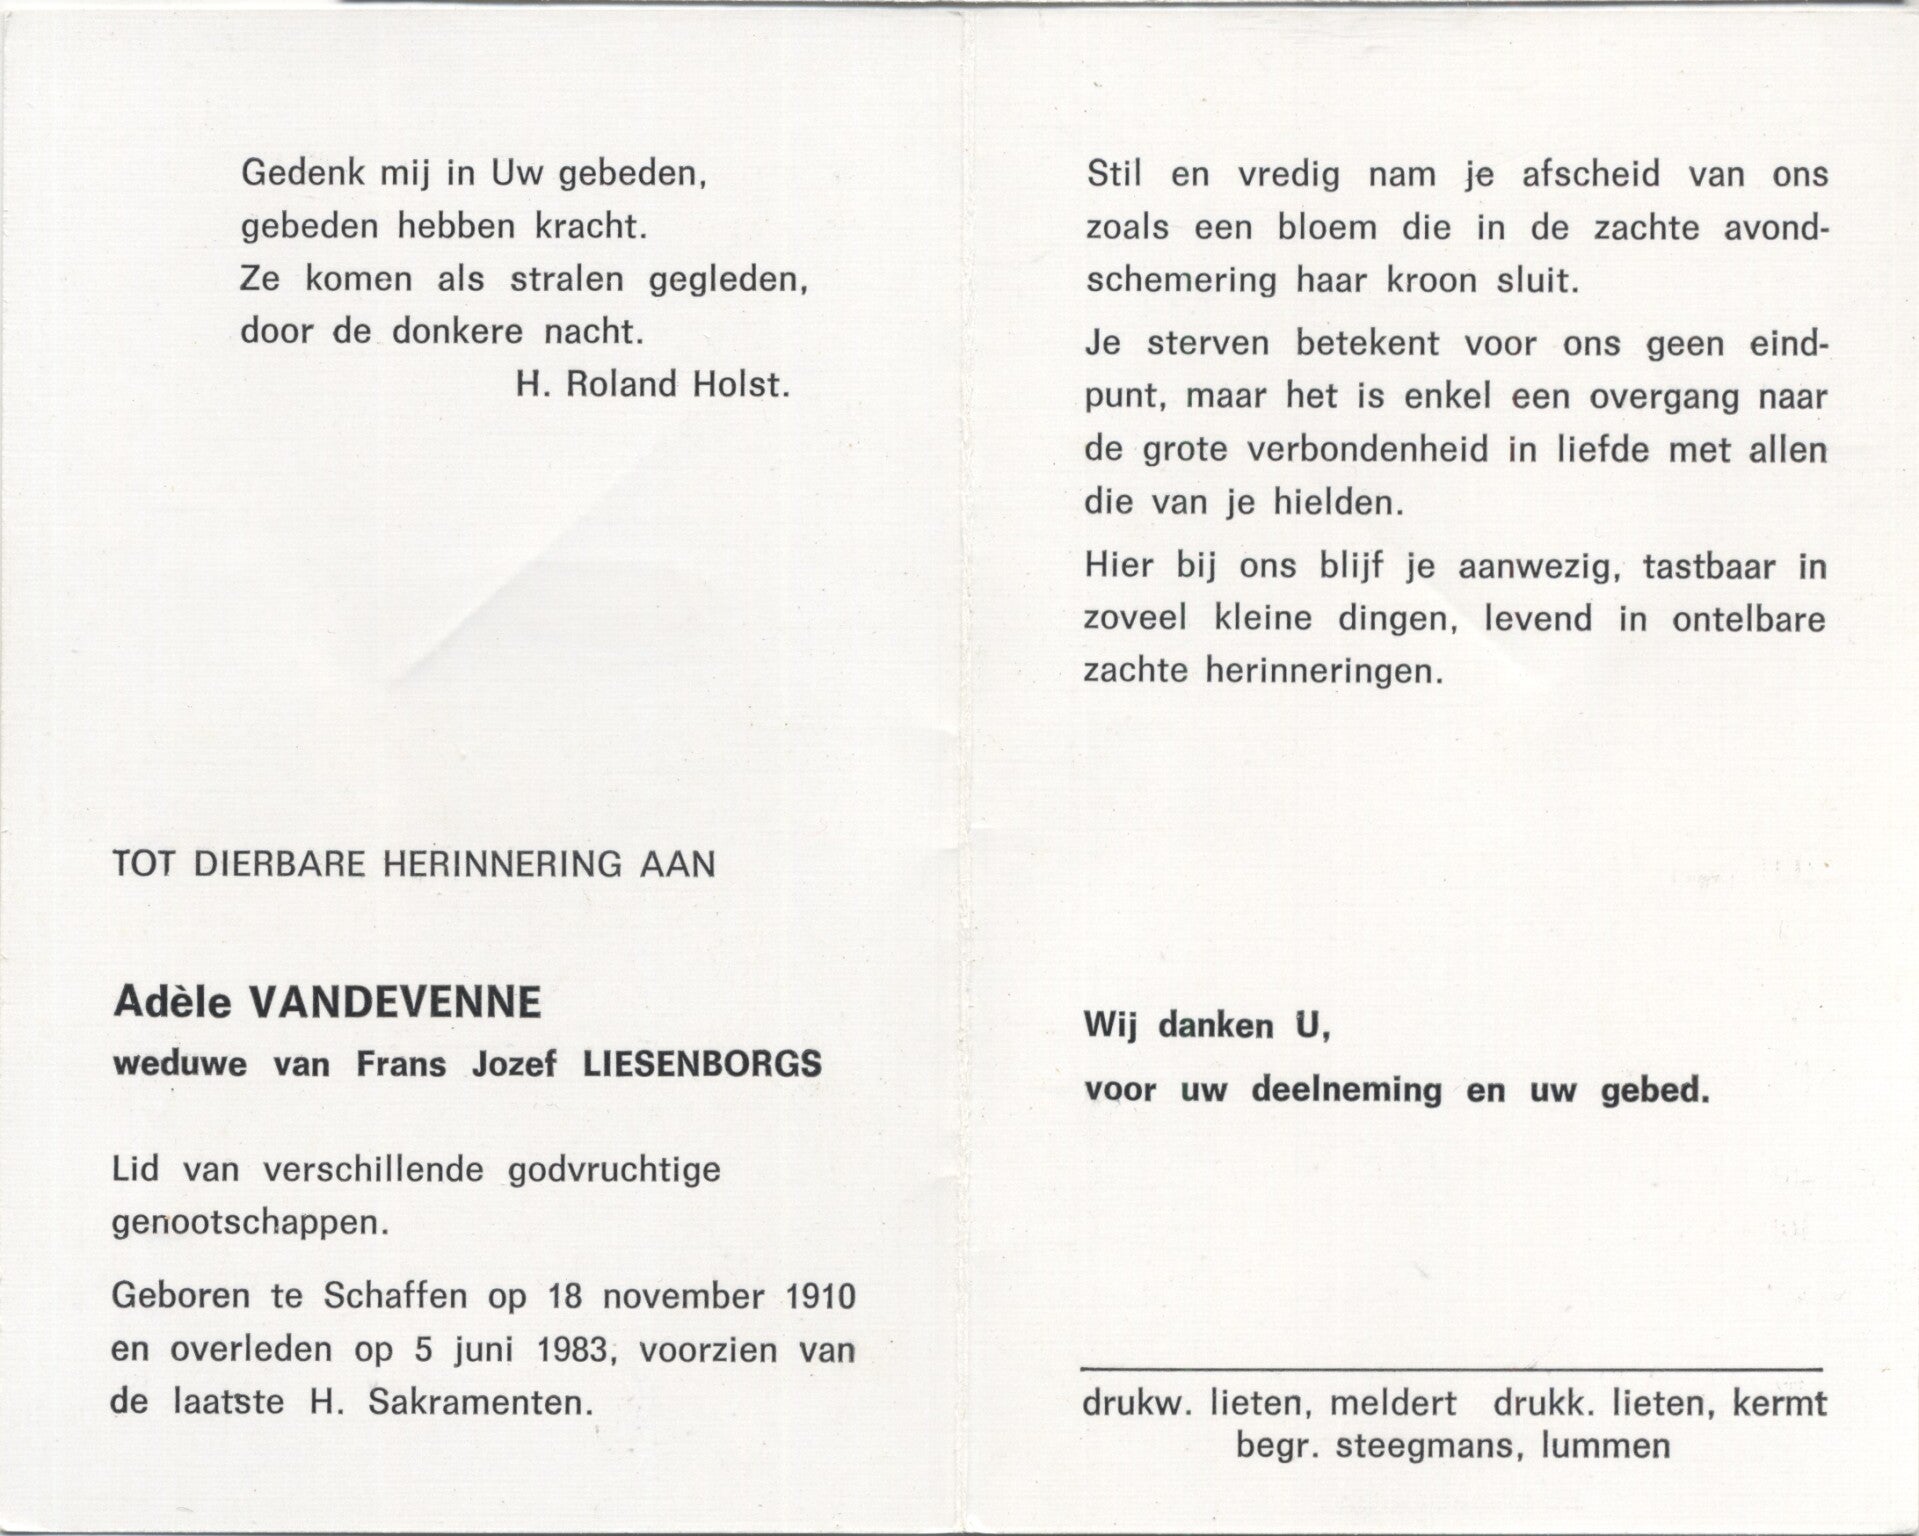 Gedenk mij in Uw gebeden,
gebeden hebben kracht.
Ze komen als stralen gegleden,
door de donkere nacht.
H. Roland Holst.
TOT DIERBARE HERINNERING AAN
Adèle VANDEVENNE
weduwe van Frans Jozef LIESENBORGS
Lid van verschillende godvruchtige
genootschappen.
Geboren te Schaffen op 18 november 1910
en overleden op 5 juni 1983, voorzien van
de laatste H. Sakramenten.
Stil en vredig nam je afscheid van ons
zoals een bloem die in de zachte avond-
schemering haar kroon sluit.
Je sterven betekent voor ons geen eind-
punt, maar het is enkel een overgang naar
de grote verbondenheid in liefde met allen
die van je hielden.
Hier bij ons blijf je aanwezig, tastbaar in
zoveel kleine dingen, levend in ontelbare
zachte herinneringen.
Wij danken U,
voor uw deelneming en uw gebed.
drukw. lieten, meldert drukk. lieten, kermt
begr. steegmans, lummen